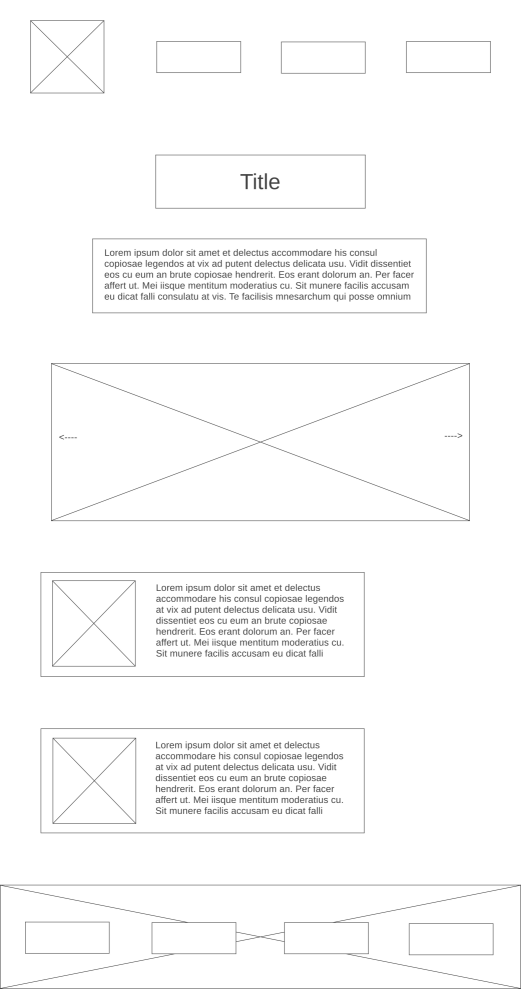 Title
Lorem ipsum dolor sit amet et delectus accommodare his consul
copiosae legendos at vix ad putent delectus delicata usu. Vidit dissentiet
eos cu eum an brute copiosae hendrerit. Eos erant dolorum an. Per facer
affert ut. Mei iisque mentitum moderatius cu. Sit munere facilis accusam
eu dicat falli consulatu at vis. Te facilisis mnesarchum qui posse omnium
<---- ---->
Lorem ipsum dolor sit amet et delectus
accommodare his consul copiosae legendos
at vix ad putent delectus delicata usu. Vidit
dissentiet eos cu eum an brute copiosae
hendrerit. Eos erant dolorum an. Per facer
affert ut. Mei iisque mentitum moderatius cu.
Sit munere facilis accusam eu dicat falli
Lorem ipsum dolor sit amet et delectus
accommodare his consul copiosae legendos
at vix ad putent delectus delicata usu. Vidit
dissentiet eos cu eum an brute copiosae
hendrerit. Eos erant dolorum an. Per facer
affert ut. Mei iisque mentitum moderatius cu.
Sit munere facilis accusam eu dicat falli